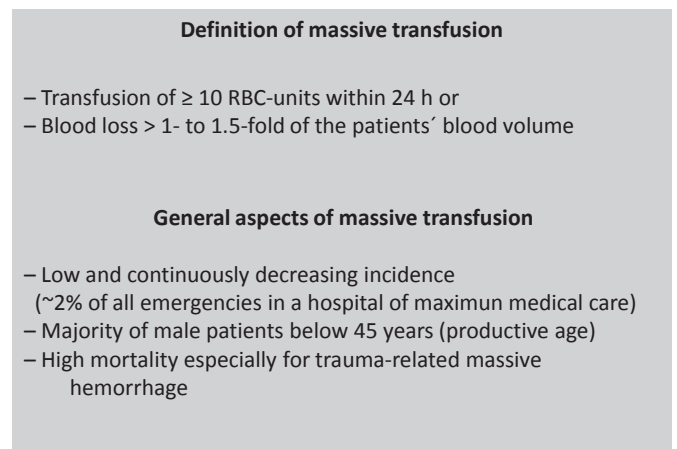 Definition of massive transfusion
– Transfusion of ≥ 10 RBC-units within 24 h or
– Blood loss > 1- to 1.5-fold of the patients´ blood volume
General aspects of massive transfusion
– Low and continuously decreasing incidence
(~2% of all emergencies in a hospital of maximun medical care)
– Majority of male patients below 45 years (productive age)
– High mortality especially for trauma-related massive
hemorrhage